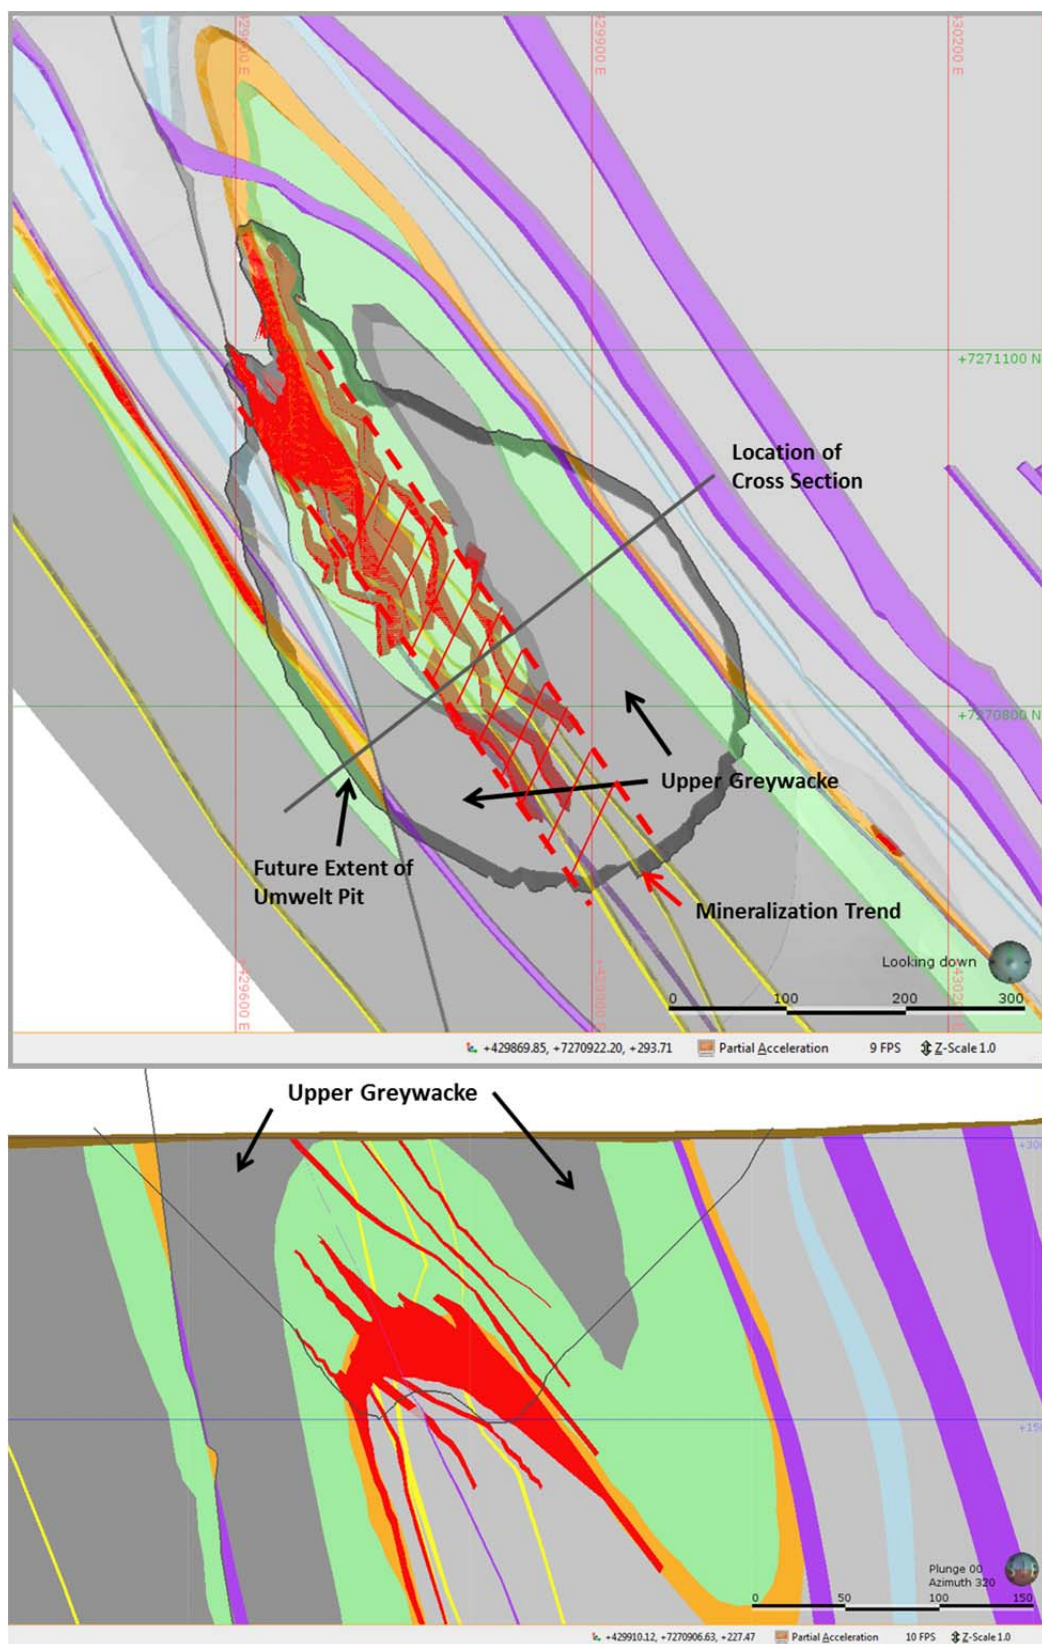 +429600 E
+429900 E
+430200 E
+7271100 N
Location of
Cross Section
+7270800 N
Upper Greywacke
Future Extent of
Umwelt Pit
Mineralization Trend
Looking down
0 100 200 300
+429869.85, +7270922.20, +293.71 Partial Acceleration 9 FPS Z-Scale 1.0
Upper Greywacke
Plunge 00
Azimuth 320
0 50 100 150
+429910.12, +7270906.63, +227.47 Partial Acceleration 10 FPS Z-Scale 1.0